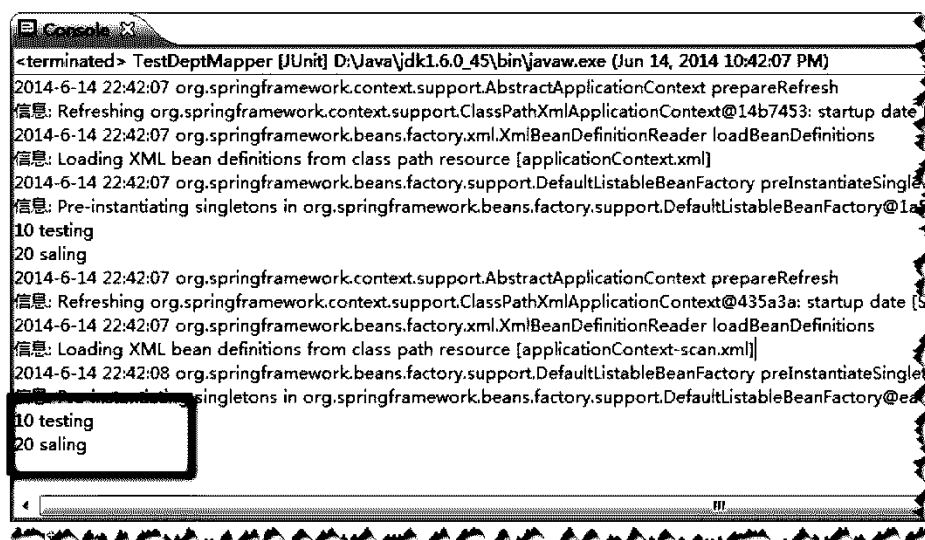 Console
<terminated> TestDeptMapper [JUnit] D:\Java\jdk1.6.0_45\bin\javaw.exe (Jun 14, 2014 10:42:07 PM)
2014-6-14 22:42:07 org.springframework.context.support.AbstractApplicationContext prepareRefresh
信息: Refreshing org.springframework.context.support.ClassPathXmlApplicationContext@14b7453: startup date
2014-6-14 22:42:07 org.springframework.beans.factory.xml.XmlBeanDefinitionReader loadBeanDefinitions
信息: Loading XML bean definitions from class path resource [applicationContext.xml]
2014-6-14 22:42:07 org.springframework.beans.factory.support.DefaultListableBeanFactory preInstantiateSingle
信息: Pre-instantiating singletons in org.springframework.beans.factory.support.DefaultListableBeanFactory@1a
10 testing
20 saling
2014-6-14 22:42:07 org.springframework.context.support.AbstractApplicationContext prepareRefresh
信息: Refreshing org.springframework.context.support.ClassPathXmlApplicationContext@435a3a: startup date [S
2014-6-14 22:42:07 org.springframework.beans.factory.xml.XmlBeanDefinitionReader loadBeanDefinitions
信息: Loading XML bean definitions from class path resource [applicationContext-scan.xml]
2014-6-14 22:42:08 org.springframework.beans.factory.support.DefaultListableBeanFactory preInstantiateSinglet
信息: Pre-instantiating singletons in org.springframework.beans.factory.support.DefaultListableBeanFactory@ea
10 testing
20 saling